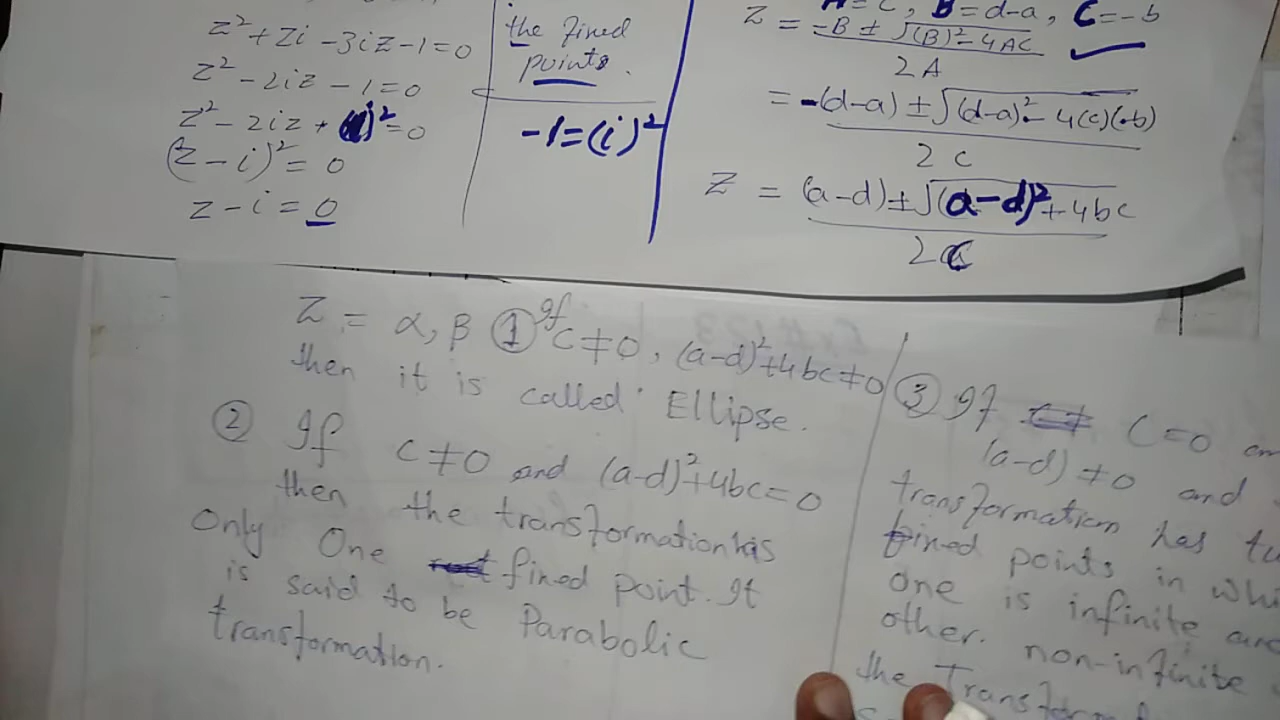 z² + zi - 3iz - 1 = 0
z² - 2iz - 1 = 0
z² - 2iz + (i)² = 0
(z - i)² = 0
z - i = 0
the fined
points.
-1 = (i)²
A = C, B = d-a, C = -b
Z = -B ± √(B)² - 4AC
2A
= -(d-a) ± √(d-a)² - 4(c)(-b)
2C
Z = (a-d) ± √(a-d)² + 4bc
2C
Z = α, β ① If C ≠ 0, (a-d)² + 4bc ≠ 0
then it is called Ellipse.
② If C ≠ 0 and (a-d)² + 4bc = 0
then the transformation has
only One fined point. It
is said to be Parabolic
transformation.
③ If C = 0
(a-d) ≠ 0 and
transformation has
fined points in
one is infinite
other. non-infinite
the